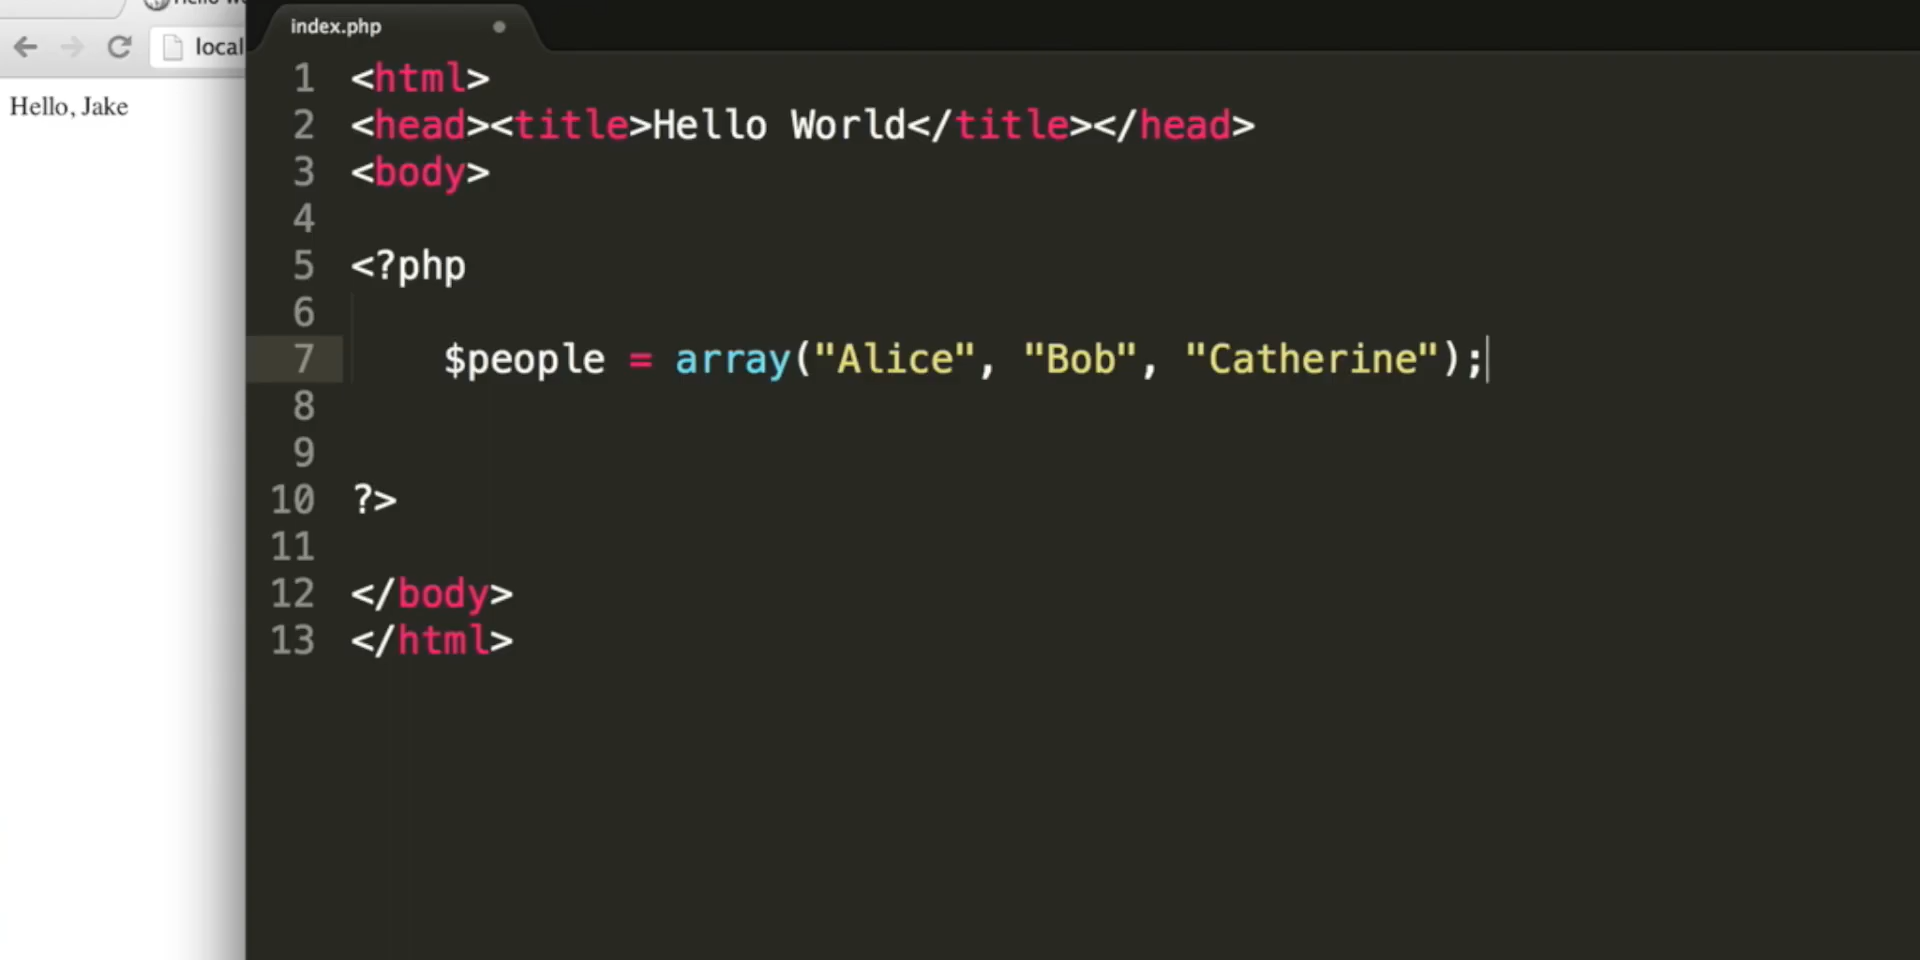 Hello
index.php
local
Hello, Jake
1 <html>
2 <head><title>Hello World</title></head>
3 <body>
4
5 <?php
6
7 $people = array("Alice", "Bob", "Catherine");
8
9
10 ?>
11
12 </body>
13 </html>